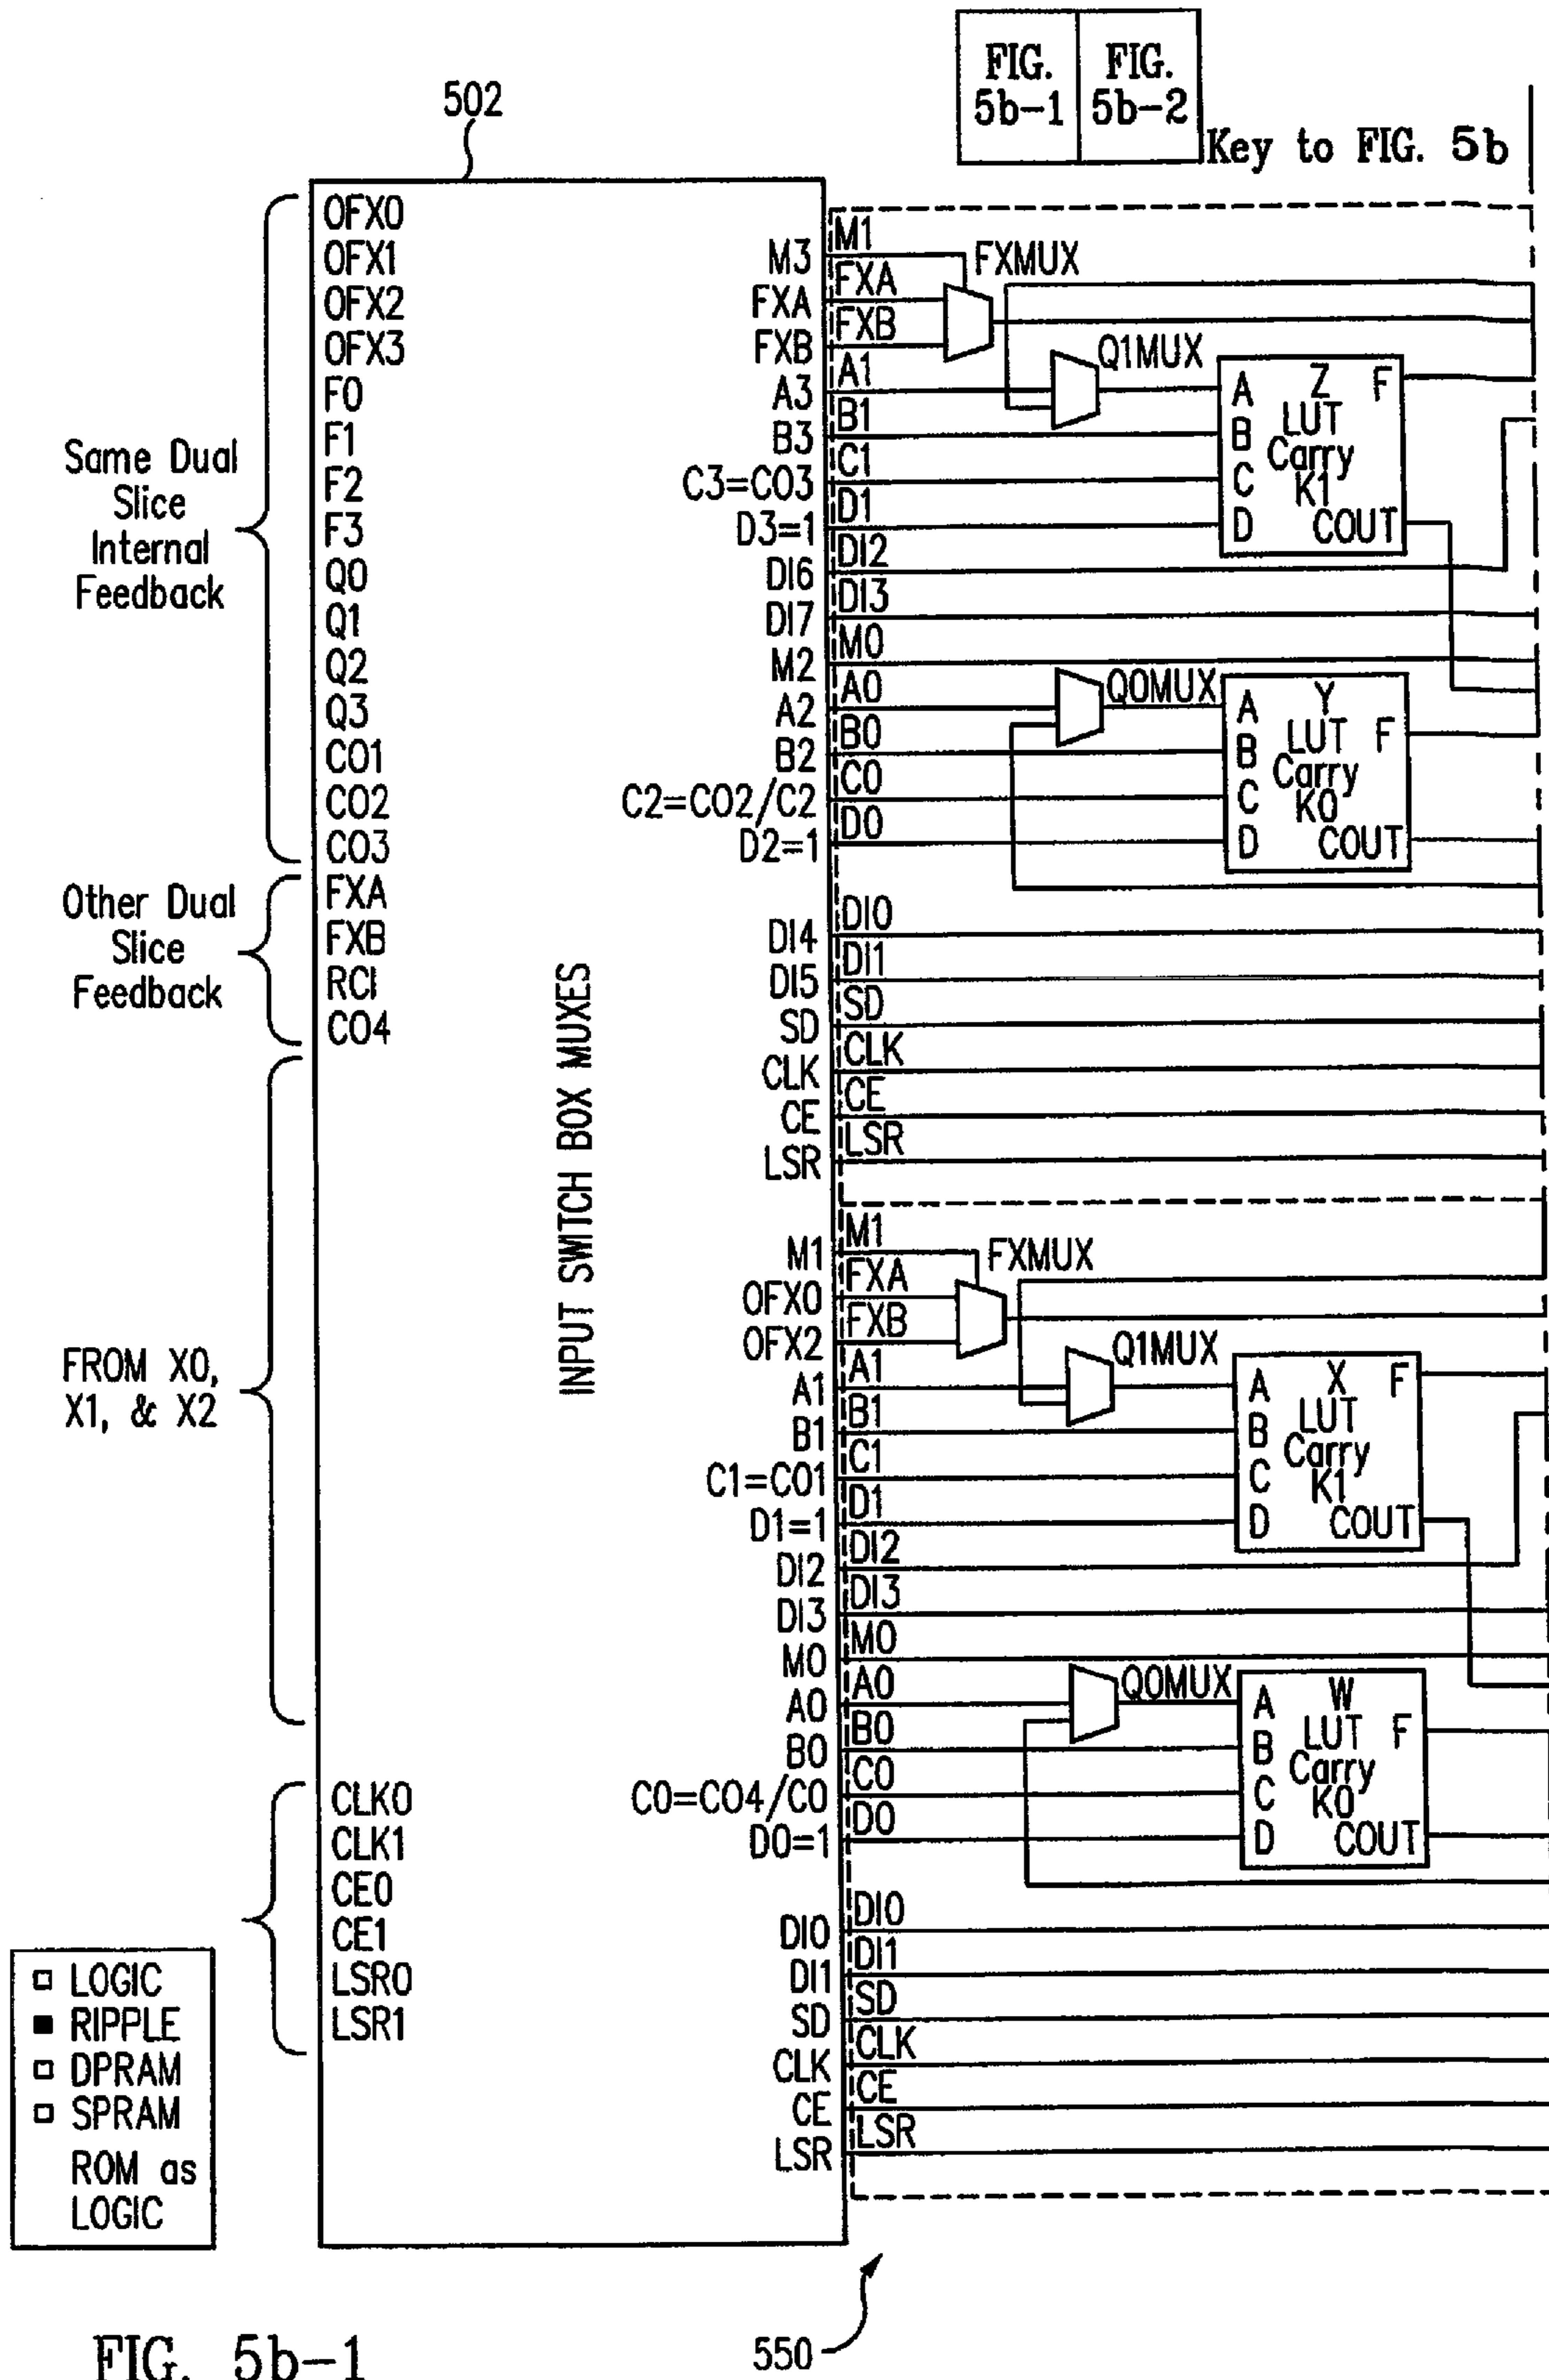 FIG.
5b-1
FIG.
5b-2
Key to FIG. 5b
502
Same Dual
Slice
Internal
Feedback
OFX0
OFX1
OFX2
OFX3
F0
F1
F2
F3
Q0
Q1
Q2
Q3
CO1
CO2
CO3
Other Dual
Slice
Feedback
FXA
FXB
RCI
CO4
FROM X0,
X1, & X2
CLK0
CLK1
CE0
CE1
LSR0
LSR1
INPUT SWITCH BOX MUXES
M3
FXA
FXB
A3
B3
C3=CO3
D3=1
DI6
DI7
M2
A2
B2
C2=CO2/C2
D2=1
DI4
DI5
SD
CLK
CE
LSR
M1
OFX0
OFX2
A1
B1
C1=CO1
D1=1
DI2
DI3
M0
A0
B0
C0=CO4/C0
D0=1
DI0
DI1
SD
CLK
CE
LSR
M1
FXA
FXB
A1
B1
C1
D1
DI2
DI3
M0
A0
B0
C0
D0
DI0
DI1
SD
CLK
CE
LSR
FXMUX
Q1MUX
A Z F
LUT
B
Carry
C
K1
D COUT
Q0MUX
A Y F
LUT
B
Carry
C
K0
D COUT
M1
FXA
FXB
A1
B1
C1
D1
DI2
DI3
M0
A0
B0
C0
D0
DI0
DI1
SD
CLK
CE
LSR
FXMUX
Q1MUX
A X F
LUT
B
Carry
C
K1
D COUT
Q0MUX
A W F
LUT
B
Carry
C
K0
D COUT
LOGIC
RIPPLE
DPRAM
SPRAM
ROM as
LOGIC
550
FIG. 5b-1